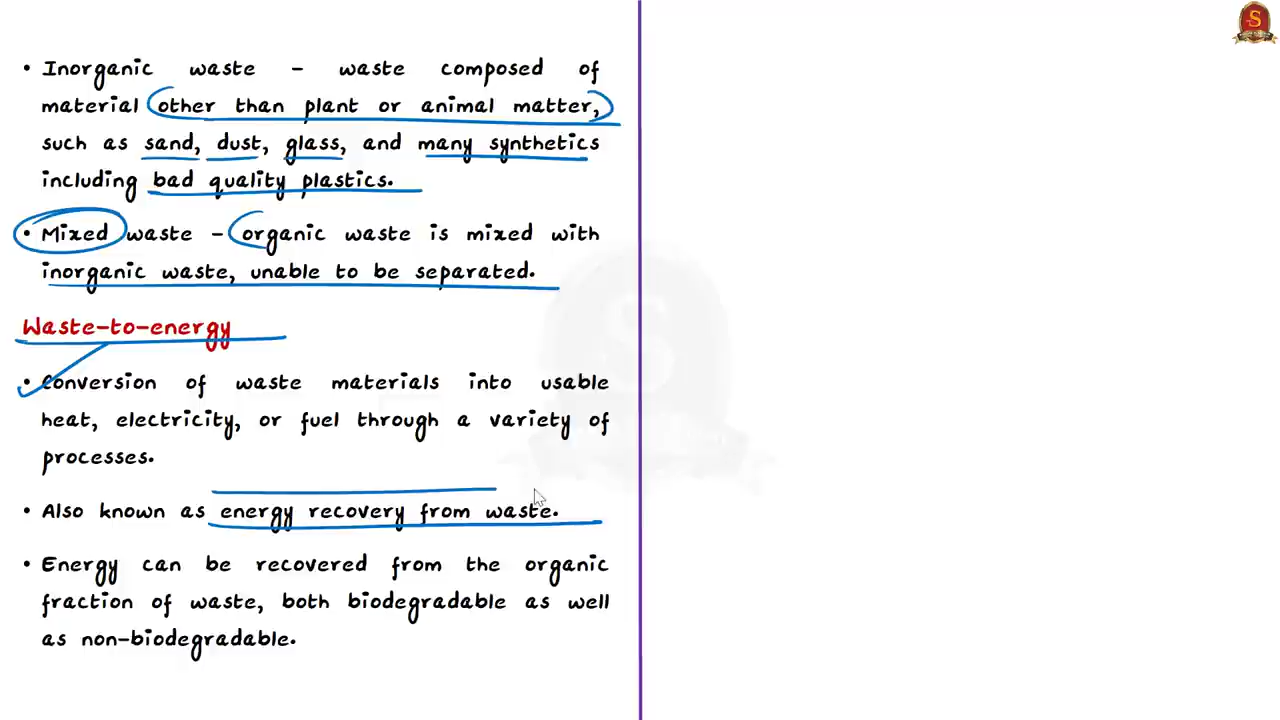 • Inorganic waste - waste composed of
material other than plant or animal matter,
such as sand, dust, glass, and many synthetics
including bad quality plastics.
• Mixed waste - organic waste is mixed with
inorganic waste, unable to be separated.
Waste-to-energy
• Conversion of waste materials into usable
heat, electricity, or fuel through a variety of
processes.
• Also known as energy recovery from waste.
• Energy can be recovered from the organic
fraction of waste, both biodegradable as well
as non-biodegradable.
S